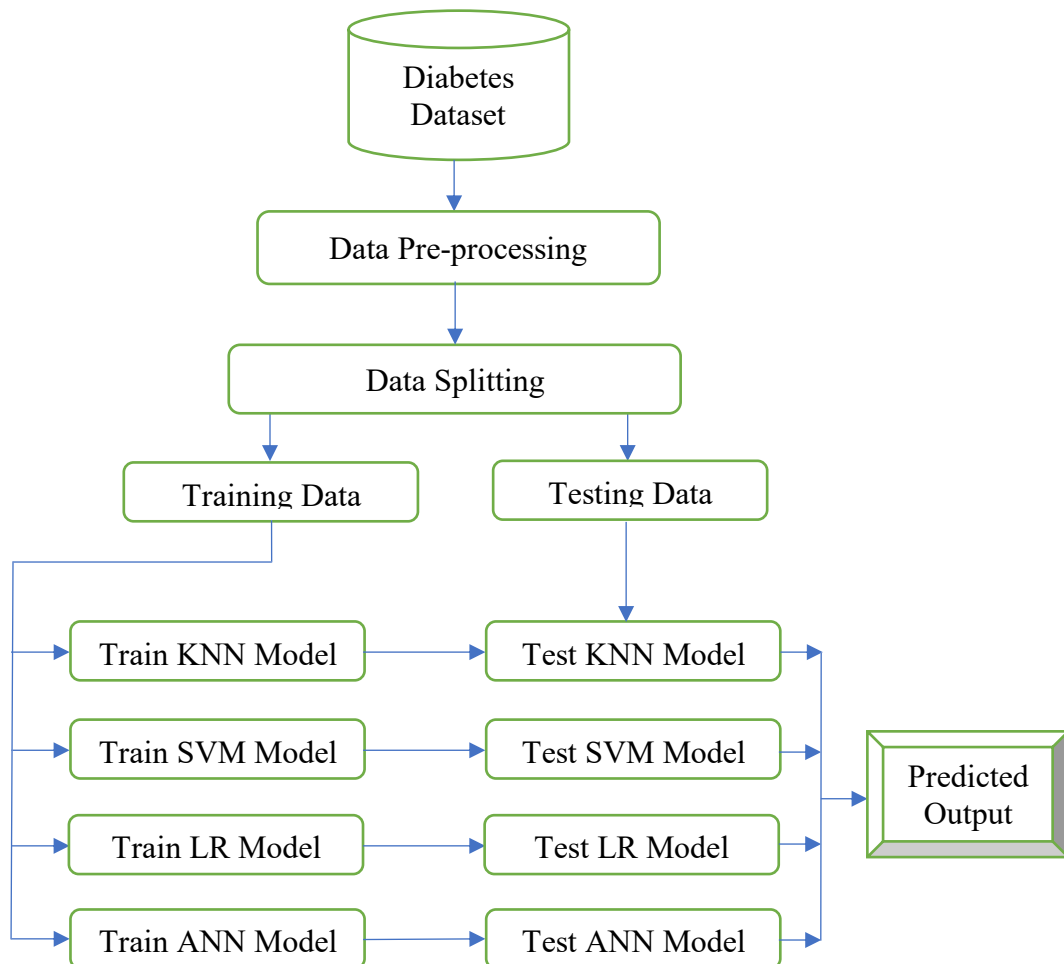 Diabetes
Dataset
Data Pre-processing
Data Splitting
Training Data
Testing Data
Train KNN Model
Test KNN Model
Train SVM Model
Test SVM Model
Predicted
Output
Train LR Model
Test LR Model
Train ANN Model
Test ANN Model